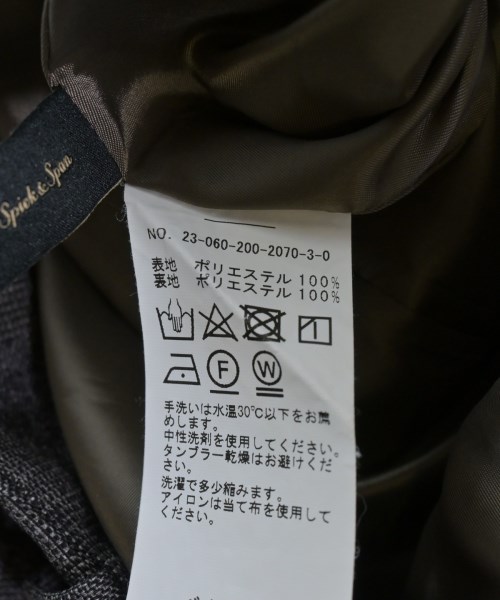 Spick & Span
NO. 23-060-200-2070-3-0
表地 ポリエステル 100%
裏地 ポリエステル 100%
F
W
手洗いは水温30℃以下をお薦
めします。
中性洗剤を使用してください。
タンブラー乾燥はお避けくださ
い。
洗濯で多少縮みます。
アイロンは当て布を使用して
ください。